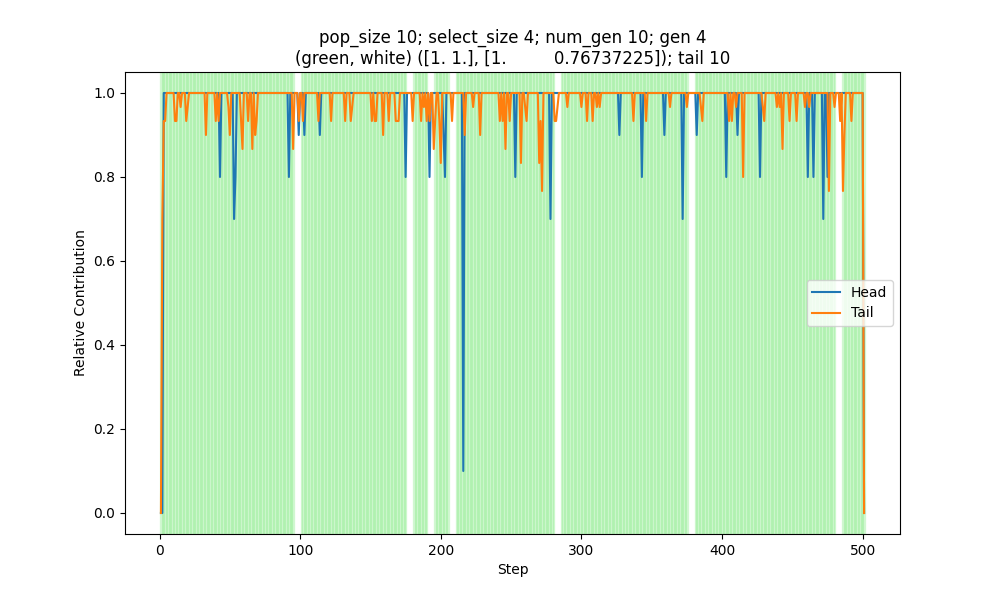 pop_size 10; select_size 4; num_gen 10; gen 4
(green, white) ([1. 1.], [1.         0.76737225]); tail 10
Relative Contribution
1.0
0.8
0.6
0.4
0.2
0.0
Head
Tail
0
100
200
300
400
500
Step